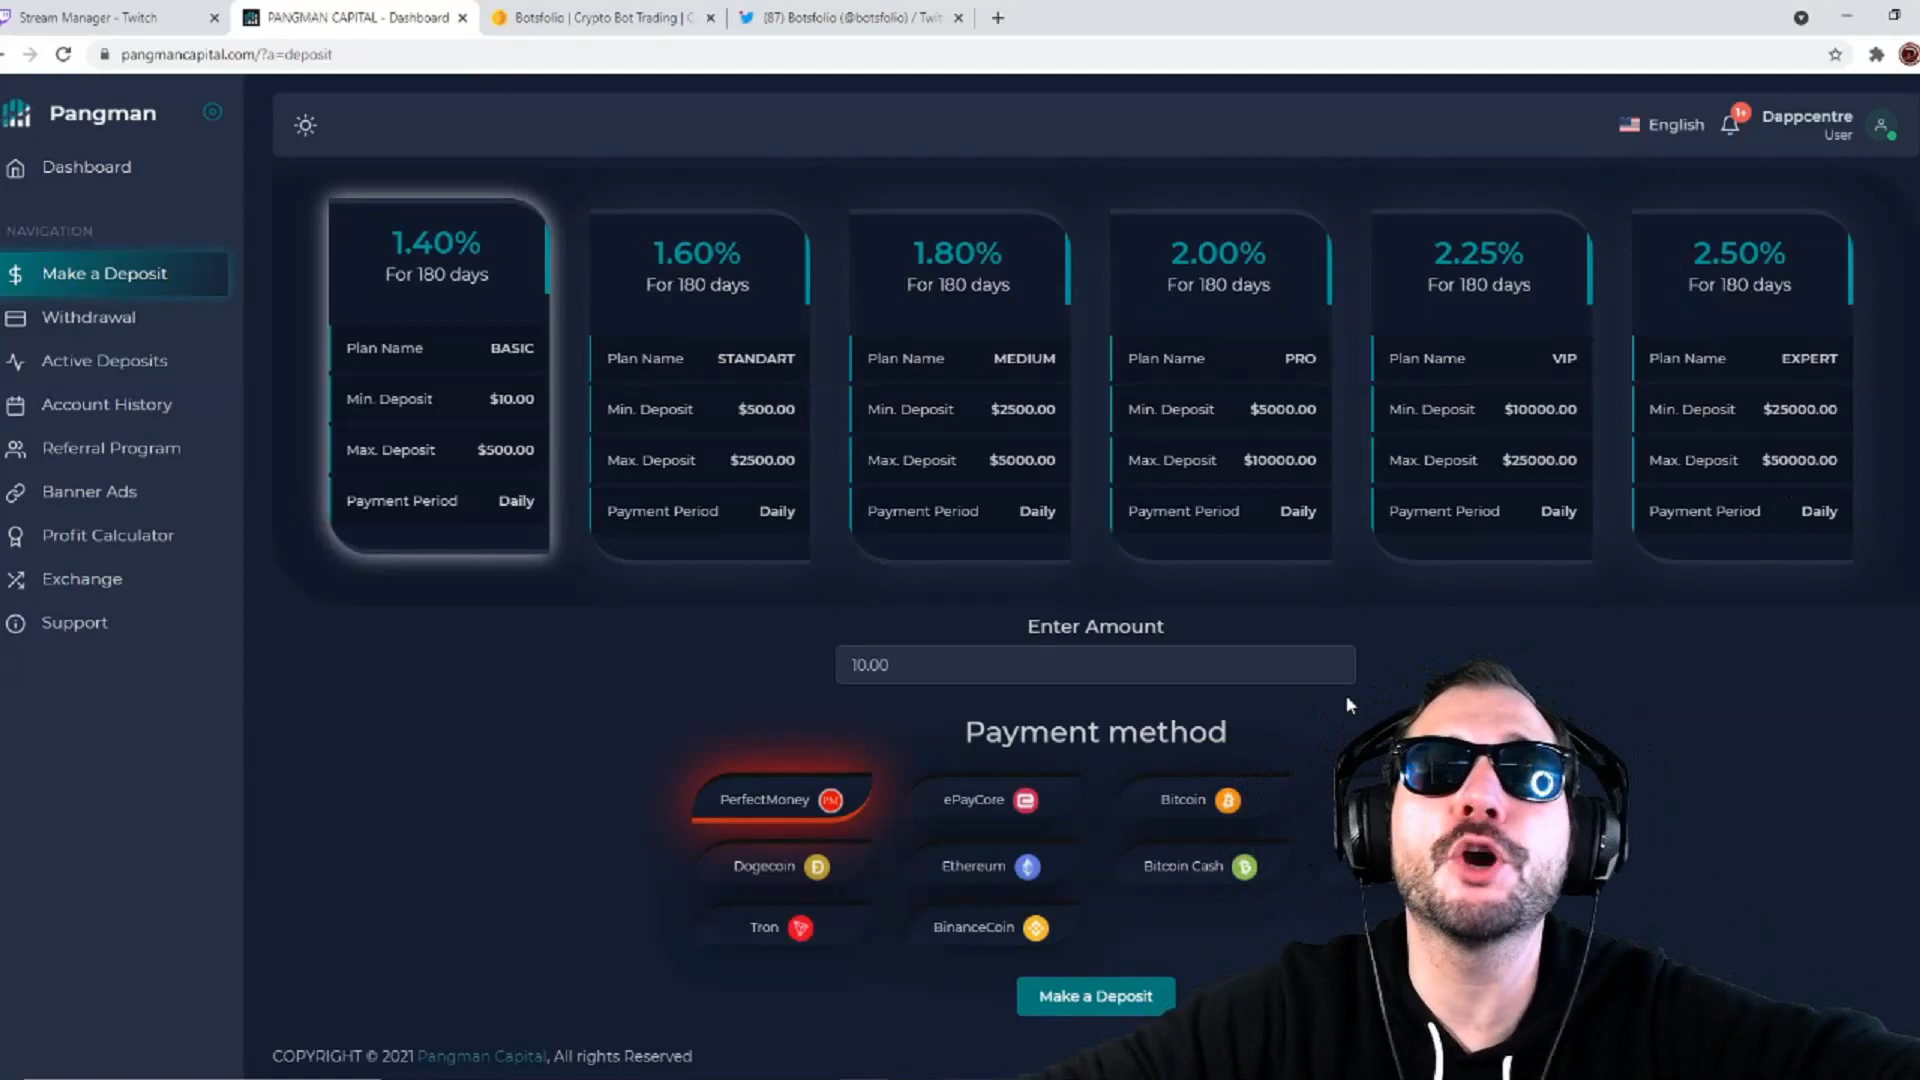 Stream Manager - Twitch
PANGMAN CAPITAL - Dashboard
Botsfolio | Crypto Bot Trading | C
(87) Botsfolio (@botsfolio) / Twit
pangmancapital.com/?a=deposit
Pangman
English
1+
Dappcentre
User
Dashboard
NAVIGATION
Make a Deposit
Withdrawal
Active Deposits
Account History
Referral Program
Banner Ads
Profit Calculator
Exchange
Support
1.40%
For 180 days
Plan Name BASIC
Min. Deposit $10.00
Max. Deposit $500.00
Payment Period Daily
1.60%
For 180 days
Plan Name STANDART
Min. Deposit $500.00
Max. Deposit $2500.00
Payment Period Daily
1.80%
For 180 days
Plan Name MEDIUM
Min. Deposit $2500.00
Max. Deposit $5000.00
Payment Period Daily
2.00%
For 180 days
Plan Name PRO
Min. Deposit $5000.00
Max. Deposit $10000.00
Payment Period Daily
2.25%
For 180 days
Plan Name VIP
Min. Deposit $10000.00
Max. Deposit $25000.00
Payment Period Daily
2.50%
For 180 days
Plan Name EXPERT
Min. Deposit $25000.00
Max. Deposit $50000.00
Payment Period Daily
Enter Amount
10.00
Payment method
PerfectMoney PM
ePayCore
Bitcoin
Dogecoin
Ethereum
Bitcoin Cash
Tron
BinanceCoin
Make a Deposit
COPYRIGHT © 2021 Pangman Capital, All rights Reserved